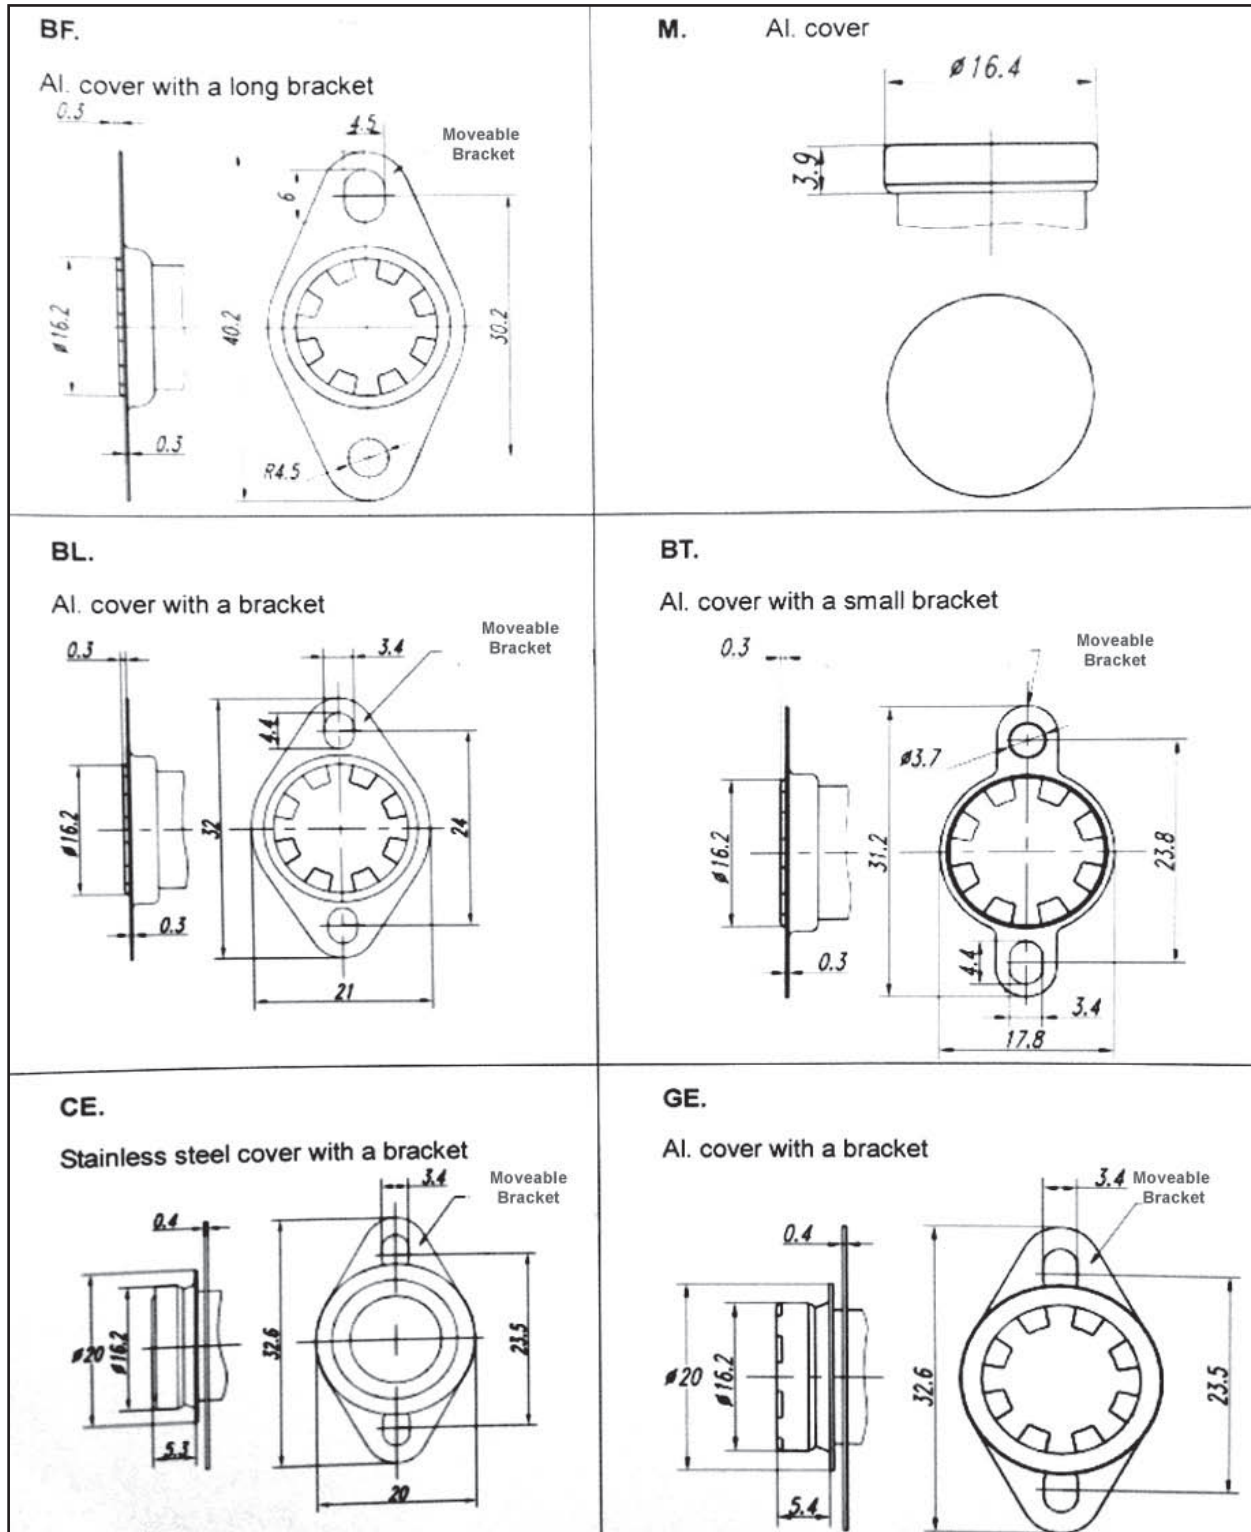 BF.
Al. cover with a long bracket
0.3
4.5
Moveable
Bracket
6
ø16.2
40.2
30.2
0.3
R4.5
M. Al. cover
ø16.4
3.9
BL.
Al. cover with a bracket
0.3
3.4
Moveable
Bracket
4.4
ø16.2
32
24
0.3
21
BT.
Al. cover with a small bracket
0.3
Moveable
Bracket
ø3.7
ø16.2
31.2
23.8
0.3
4.4
3.4
17.8
CE.
Stainless steel cover with a bracket
3.4
Moveable
Bracket
0.4
ø20
ø16.2
32.6
23.5
5.3
20
GE.
Al. cover with a bracket
3.4
Moveable
Bracket
0.4
ø20
ø16.2
32.6
23.5
5.4